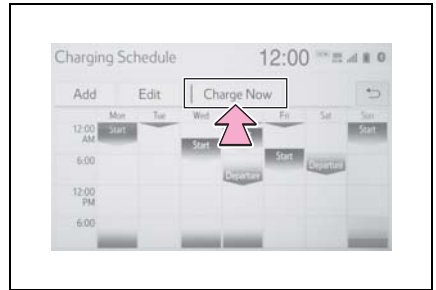 Charging Schedule 12:00
Add Edit Charge Now
Mon Tue Wed Fri Sat Sun
12:00 AM Start Start
Start
6:00 Start Departure
Departure
12:00 PM
6:00